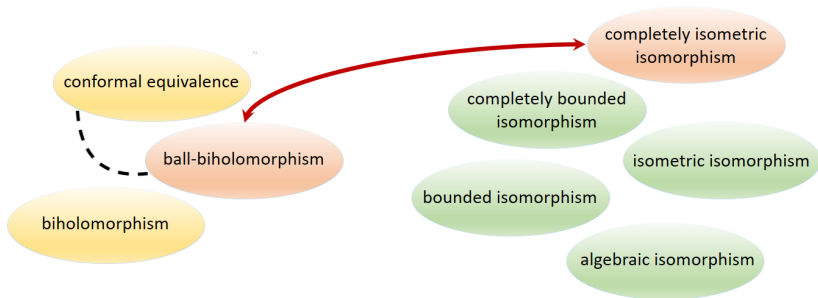 completely isometric
isomorphism
conformal equivalence
completely bounded
isomorphism
ball-biholomorphism
isometric isomorphism
bounded isomorphism
biholomorphism
algebraic isomorphism